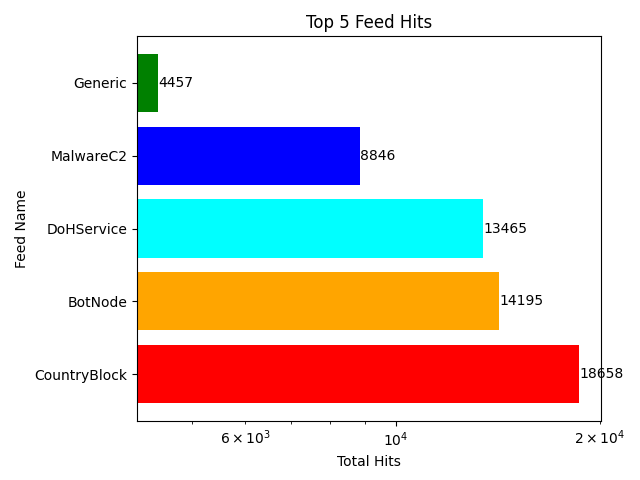 Top 5 Feed Hits
Generic
4457
MalwareC2
8846
DoHService
13465
BotNode
14195
CountryBlock
18658
Feed Name
6 × 10³
10⁴
2 × 10⁴
Total Hits